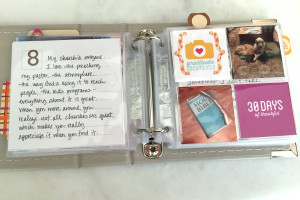 8
My church's amazing
I love the preaching,
my pastor, the atmosphere,
the way God is using it to reach
people, the kids programs -
everything about it is great.
When you move around, you
realize not all churches are great,
which makes you really
appreciate it when you find it.
gratitude
30 DAYS
of thankful